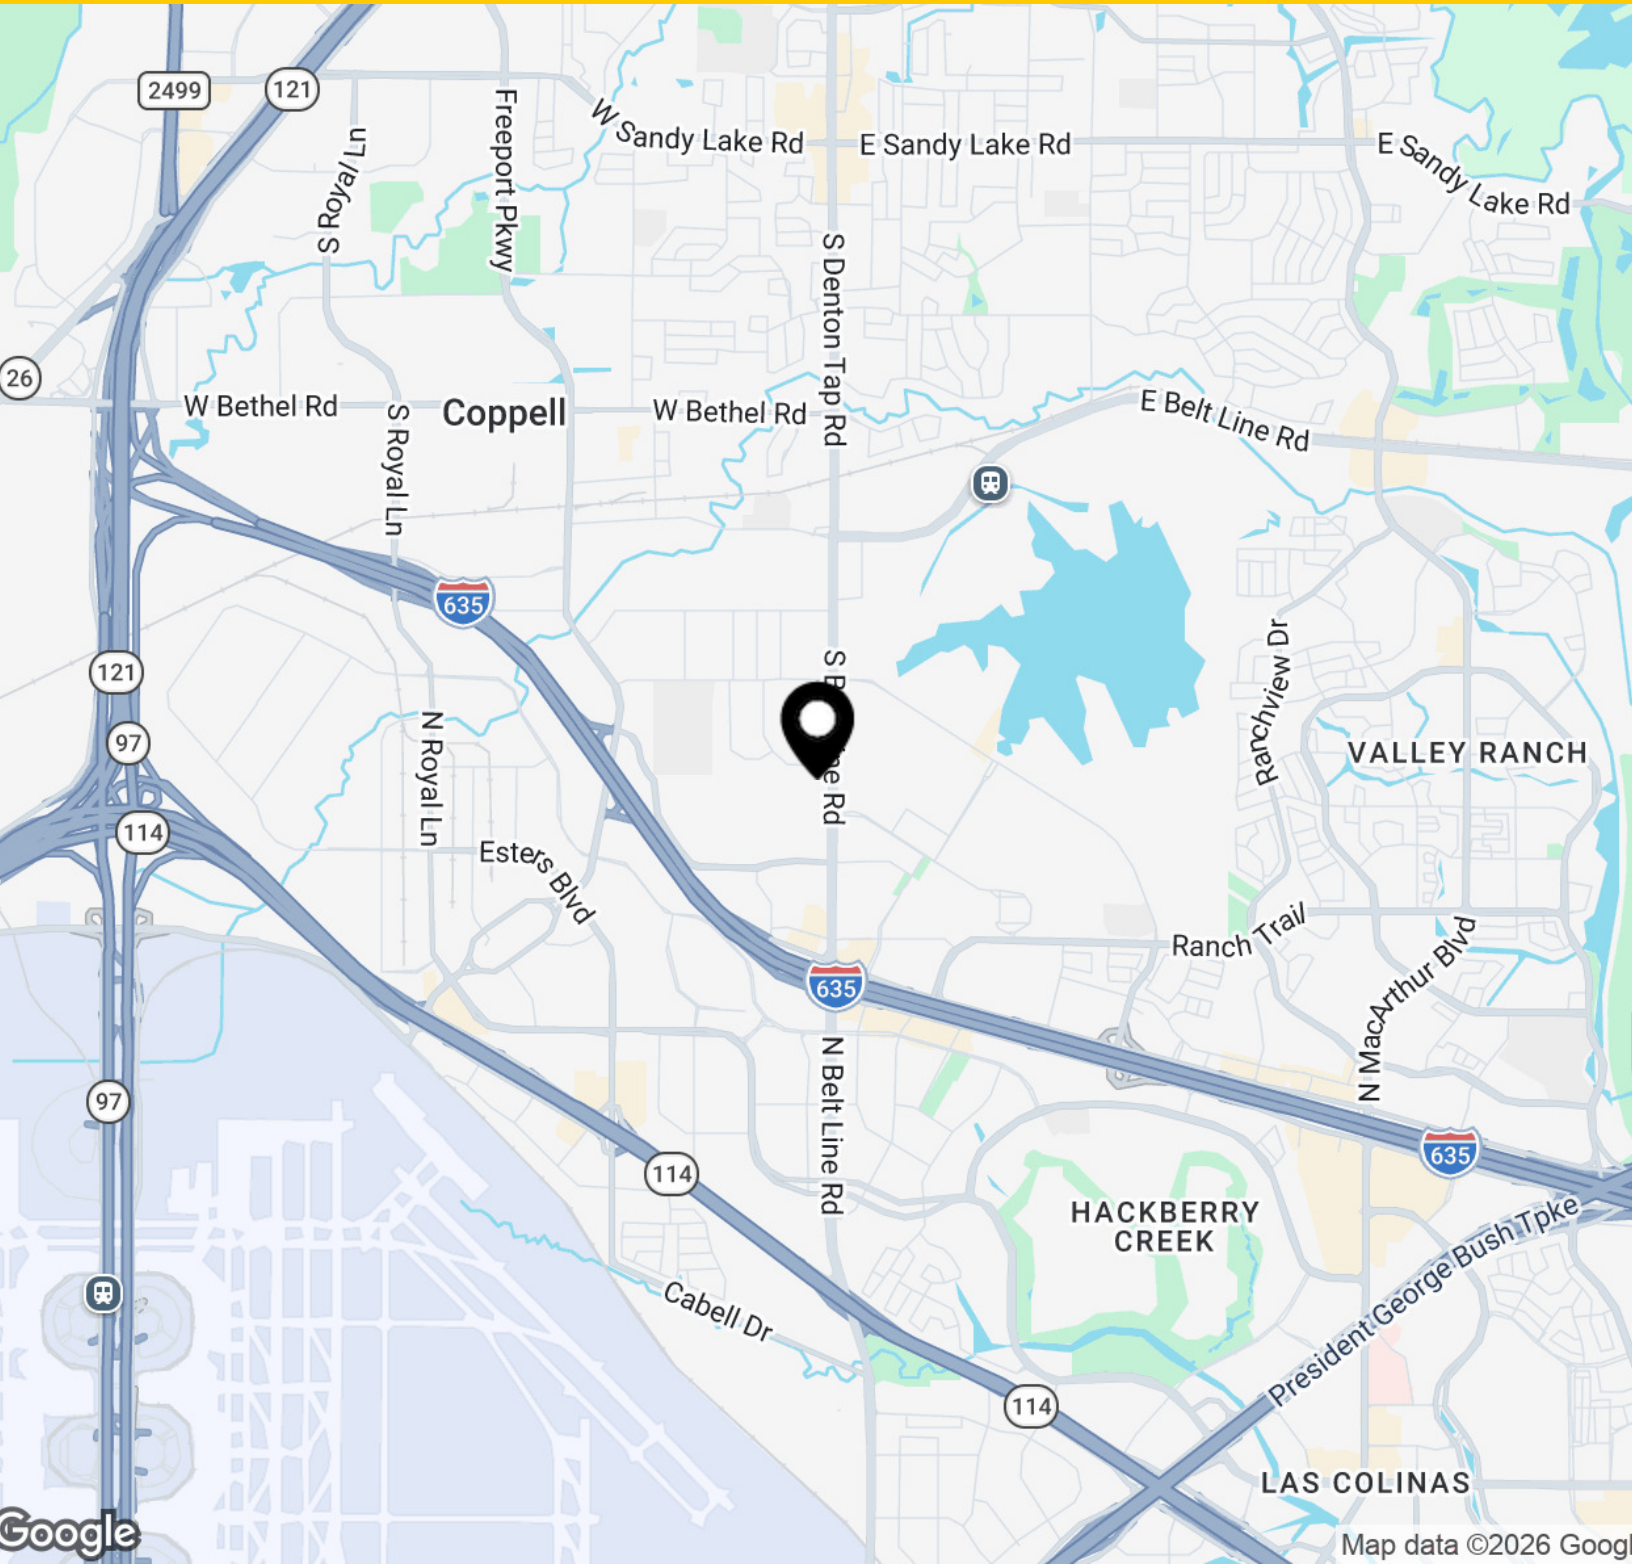 2499
121
Freeport Pkwy
W Sandy Lake Rd
E Sandy Lake Rd
E Sandy Lake Rd
S Royal Ln
S Denton Tap Rd
26
W Bethel Rd
Coppell
W Bethel Rd
E Belt Line Rd
S Royal Ln
635
121
S B
ne Rd
Ranchview Dr
97
N Royal Ln
VALLEY RANCH
114
Esters Blvd
Ranch Trail
635
N MacArthur Blvd
97
N Belt Line Rd
635
114
HACKBERRY
CREEK
President George Bush Tpke
Cabell Dr
114
LAS COLINAS
Google
Map data ©2026 Googl